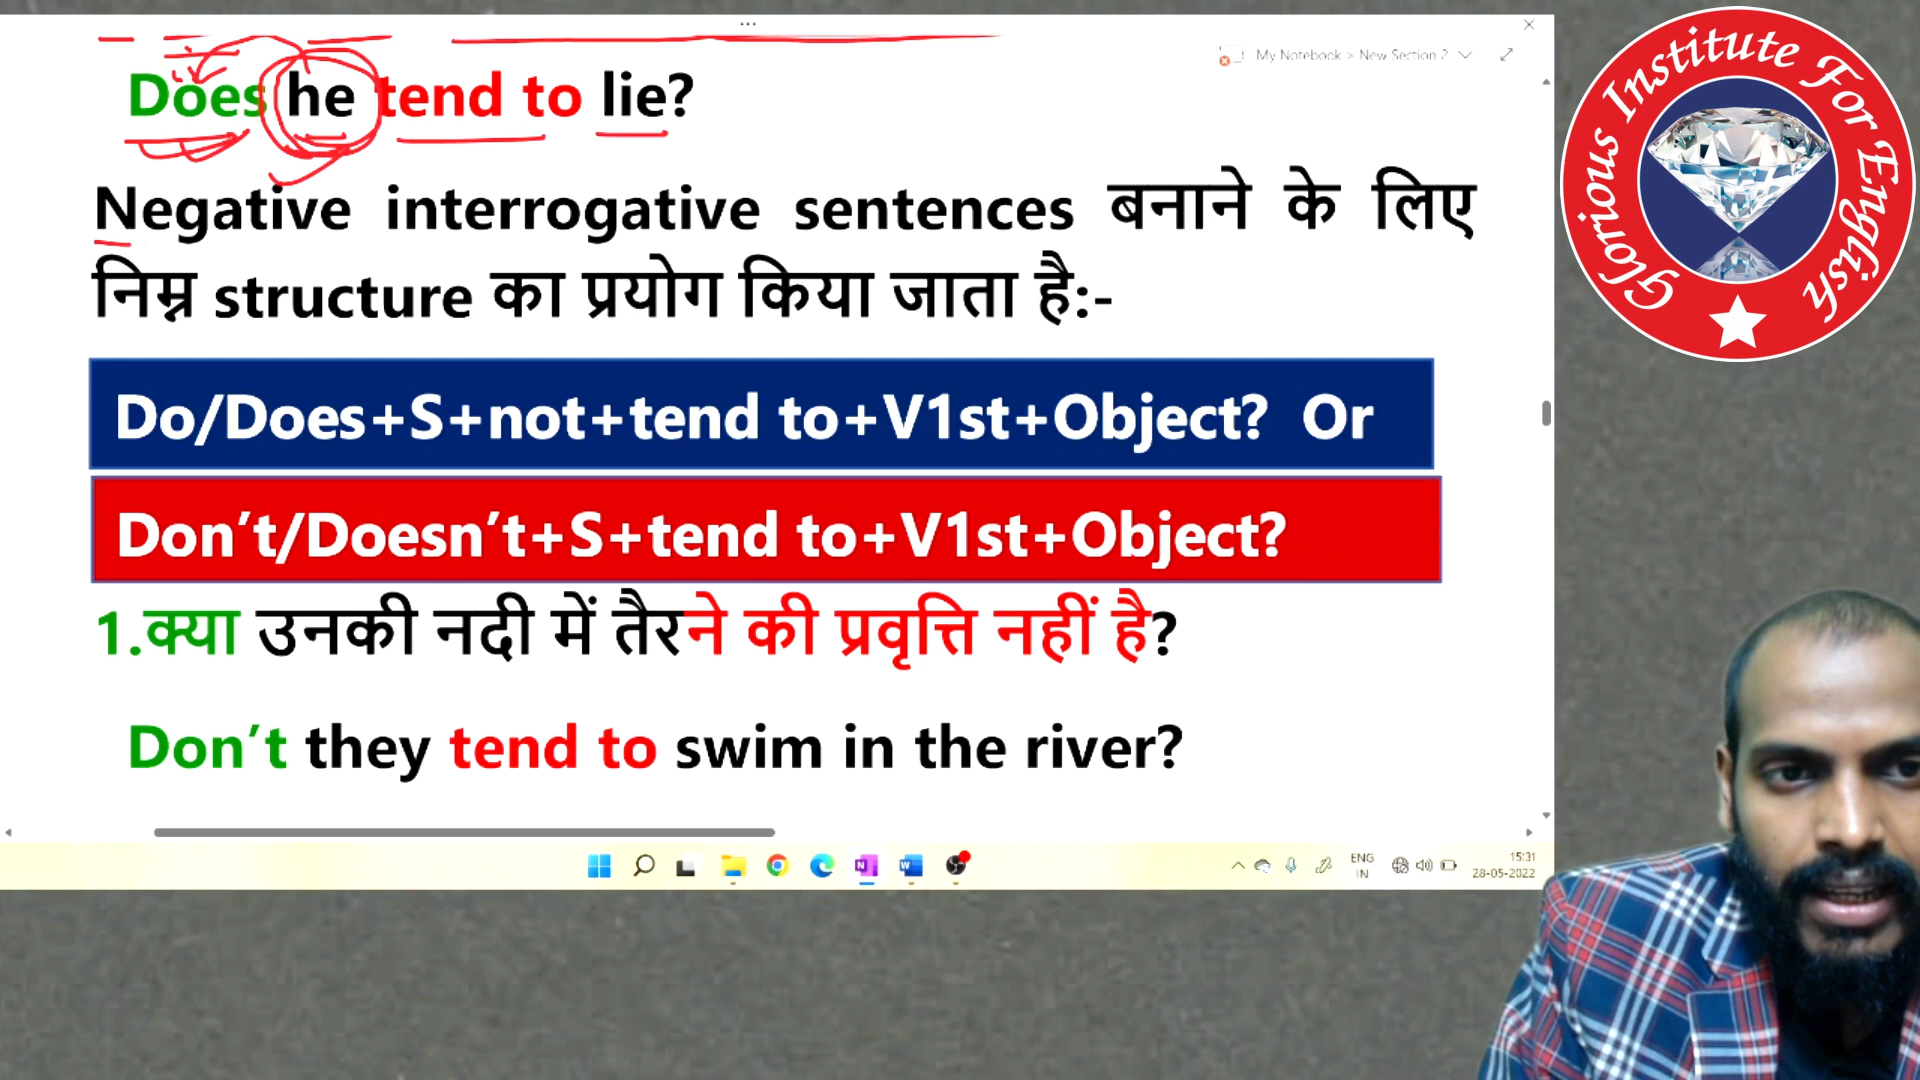 My Notebook > New Section 2
Does he tend to lie?
Negative interrogative sentences बनाने के लिए
निम्न structure का प्रयोग किया जाता है:-
Do/Does+S+not+tend to+V1st+Object? Or
Don’t/Doesn’t+S+tend to+V1st+Object?
1.क्या उनकी नदी में तैरने की प्रवृत्ति नहीं है?
Don’t they tend to swim in the river?
Glorious Institute For English
ENG
IN
15:31
28-05-2022